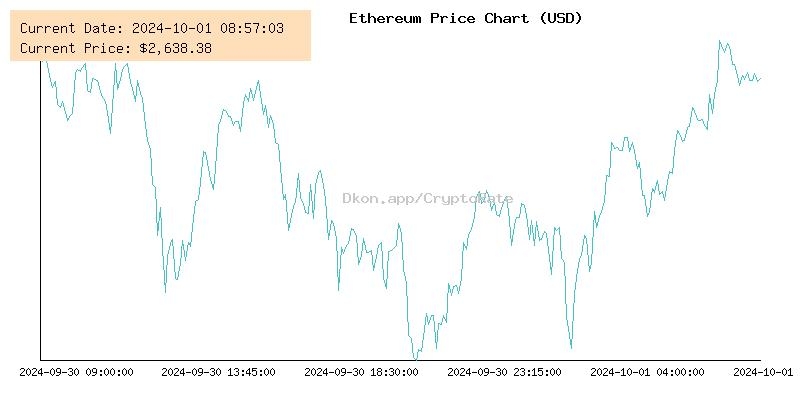 Ethereum Price Chart (USD)
Current Date: 2024-10-01 08:57:03
Current Price: $2,638.38
Dkon.app/CryptoRate
2024-09-30 09:00:00
2024-09-30 13:45:00
2024-09-30 18:30:00
2024-09-30 23:15:00
2024-10-01 04:00:00
2024-10-01